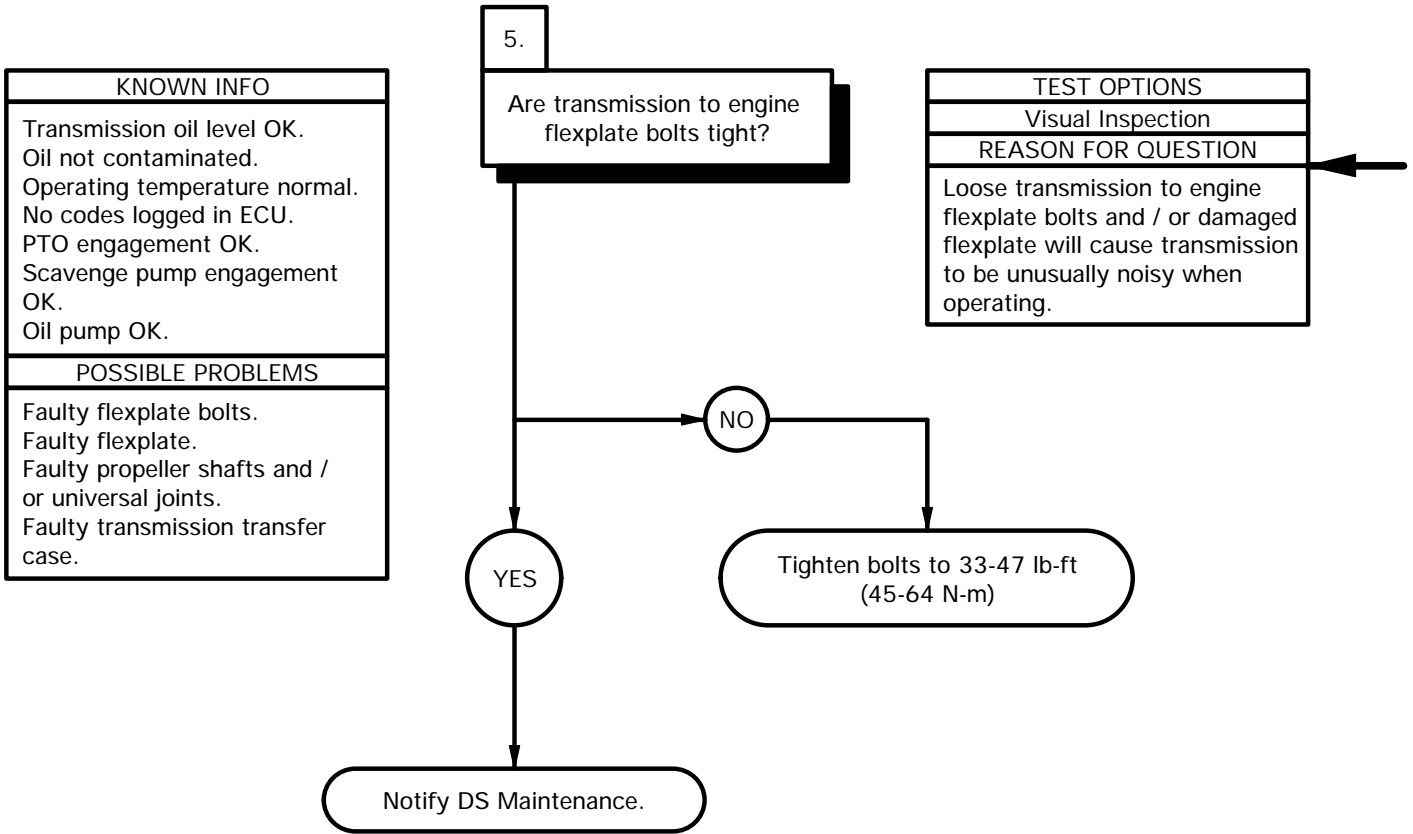 KNOWN INFO
Transmission oil level OK.
Oil not contaminated.
Operating temperature normal.
No codes logged in ECU.
PTO engagement OK.
Scavenge pump engagement
OK.
Oil pump OK.
POSSIBLE PROBLEMS
Faulty flexplate bolts.
Faulty flexplate.
Faulty propeller shafts and /
or universal joints.
Faulty transmission transfer
case.
5.
Are transmission to engine
flexplate bolts tight?
TEST OPTIONS
Visual Inspection
REASON FOR QUESTION
Loose transmission to engine
flexplate bolts and / or damaged
flexplate will cause transmission
to be unusually noisy when
operating.
NO
YES
Tighten bolts to 33-47 lb-ft
(45-64 N-m)
Notify DS Maintenance.